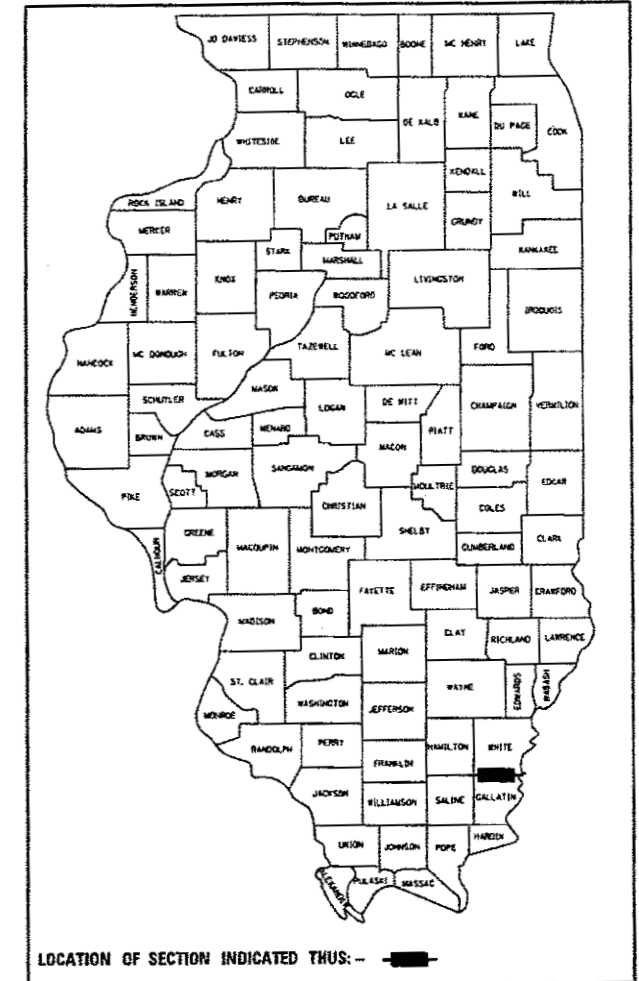 JO DAVIESS STEPHENSON WINNEBAGO BOONE MC HENRY LAKE
CARROLL OGLE DE KALB KANE DU PAGE COOK
WHITESIDE LEE
KENDALL WILL
ROCK ISLAND HENRY BUREAU LA SALLE GRUNDY
MERCER PUTNAM
STARK MARSHALL KANKAKEE
HENDERSON WARREN KNOX PEORIA WOODFORD LIVINGSTON IROQUOIS
HANCOCK MC DONOUGH FULTON TAZEWELL MC LEAN FORD
MASON
SCHUYLER LOGAN DE WITT CHAMPAIGN VERMILION
ADAMS BROWN CASS MENARD MACON PIATT
PIKE SCOTT MORGAN SANGAMON MOULTRIE DOUGLAS EDGAR
CHRISTIAN COLES
CALHOUN GREENE MACOUPIN MONTGOMERY SHELBY CUMBERLAND CLARK
JERSEY FAYETTE EFFINGHAM JASPER CRAWFORD
MADISON BOND CLAY RICHLAND LAWRENCE
CLINTON MARION
ST. CLAIR WAYNE EDWARDS WABASH
MONROE WASHINGTON JEFFERSON
RANDOLPH PERRY HAMILTON WHITE
FRANKLIN
JACKSON WILLIAMSON SALINE GALLATIN
UNION JOHNSON POPE HARDIN
ALEXANDER PULASKI MASSAC
LOCATION OF SECTION INDICATED THUS: –